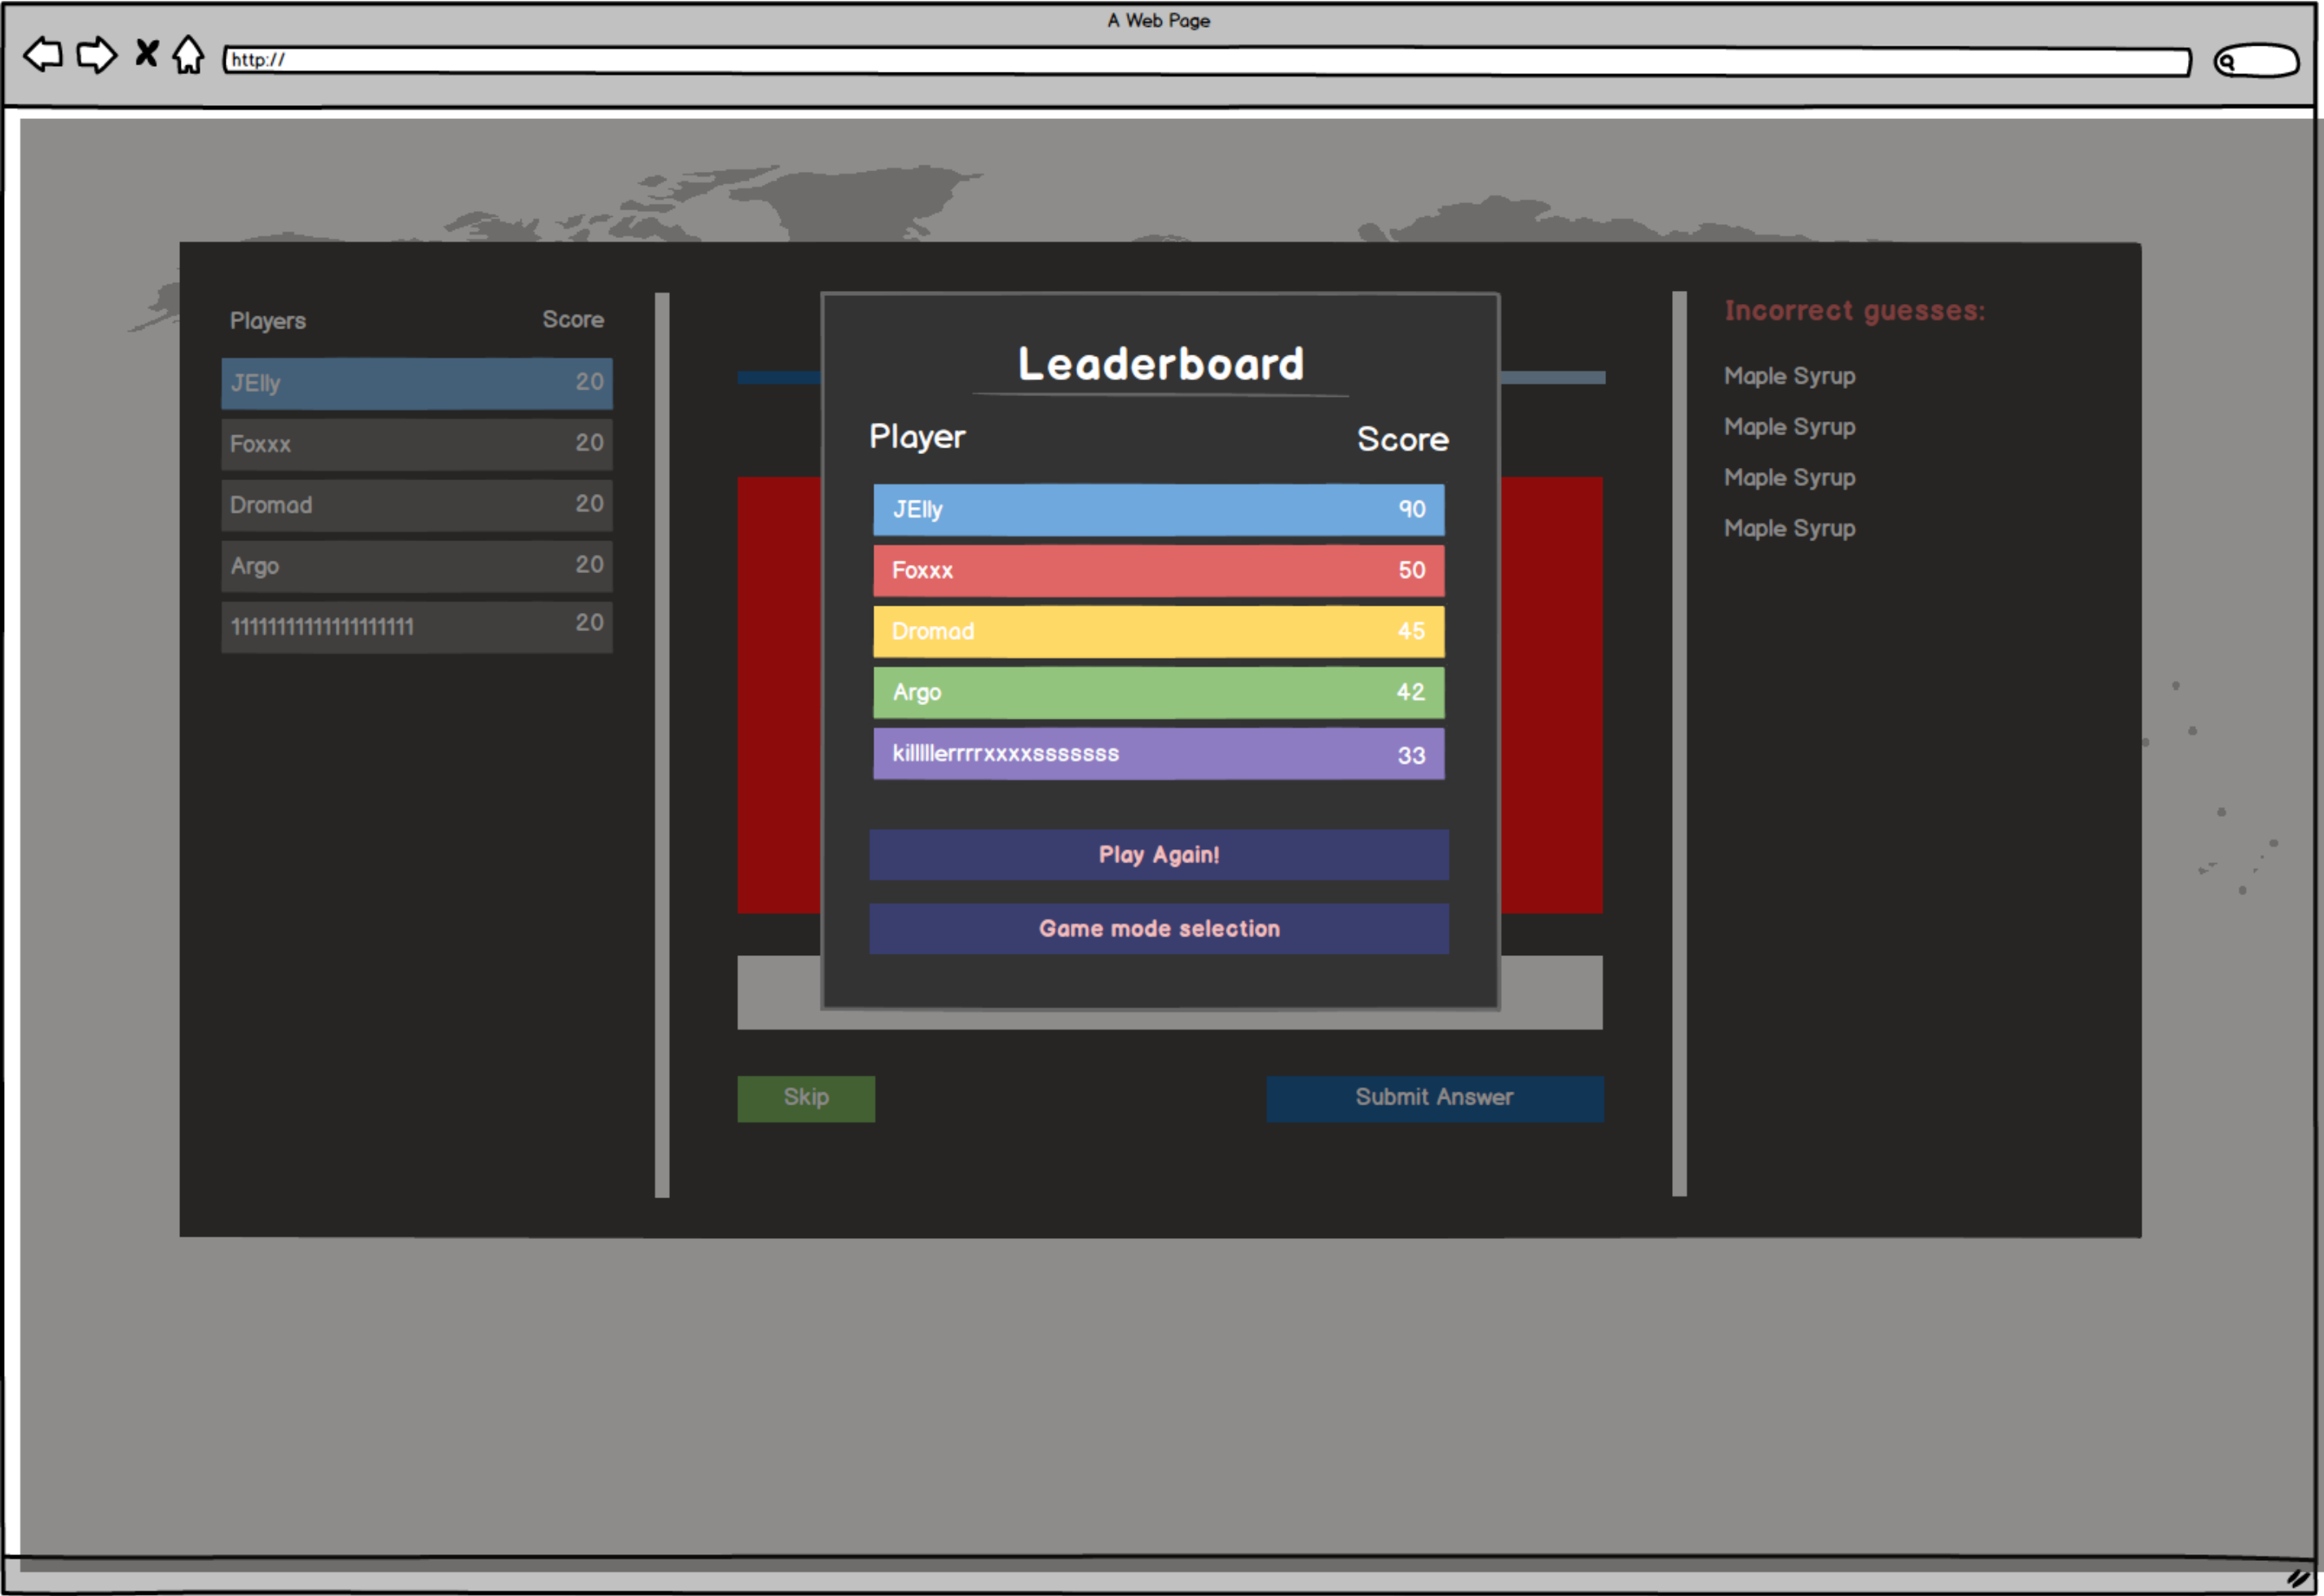 A Web Page
http://
Players Score
JElly 20
Foxxx 20
Dromad 20
Argo 20
11111111111111111111 20
Leaderboard
Player Score
JElly 90
Foxxx 50
Dromad 45
Argo 42
killlllerrrrxxxxsssssss 33
Play Again!
Game mode selection
Skip
Submit Answer
Incorrect guesses:
Maple Syrup
Maple Syrup
Maple Syrup
Maple Syrup